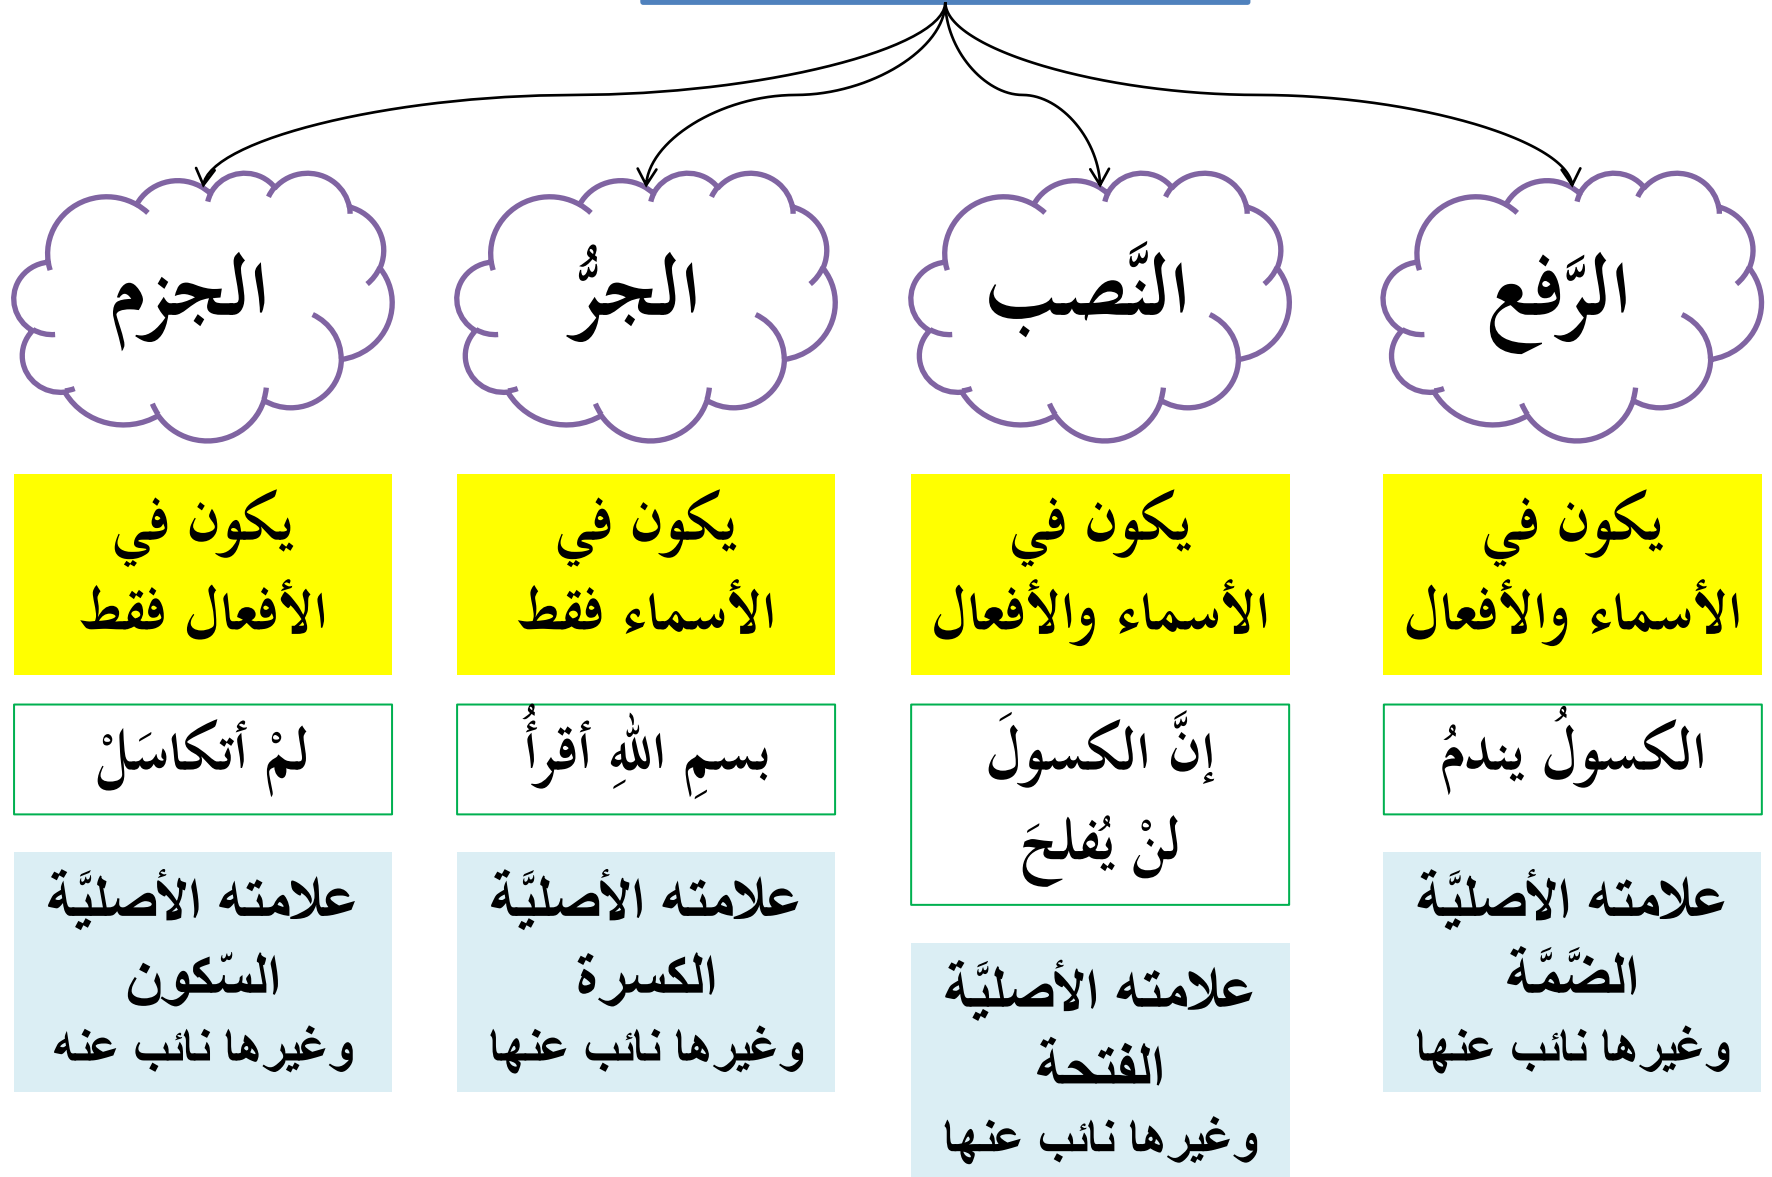 الرَّفع
يكون في
الأسماء والأفعال
الكسولُ يندمُ
علامته الأصليَّة
الضَّمَّة
وغيرها نائب عنها
النَّصب
يكون في
الأسماء والأفعال
إنَّ الكسولَ
لنْ يُفلحَ
علامته الأصليَّة
الفتحة
وغيرها نائب عنها
الجرُّ
يكون في
الأسماء فقط
بسمِ اللهِ أقرأُ
علامته الأصليَّة
الكسرة
وغيرها نائب عنها
الجزم
يكون في
الأفعال فقط
لمْ أتكاسَلْ
علامته الأصليَّة
السّكون
وغيرها نائب عنه